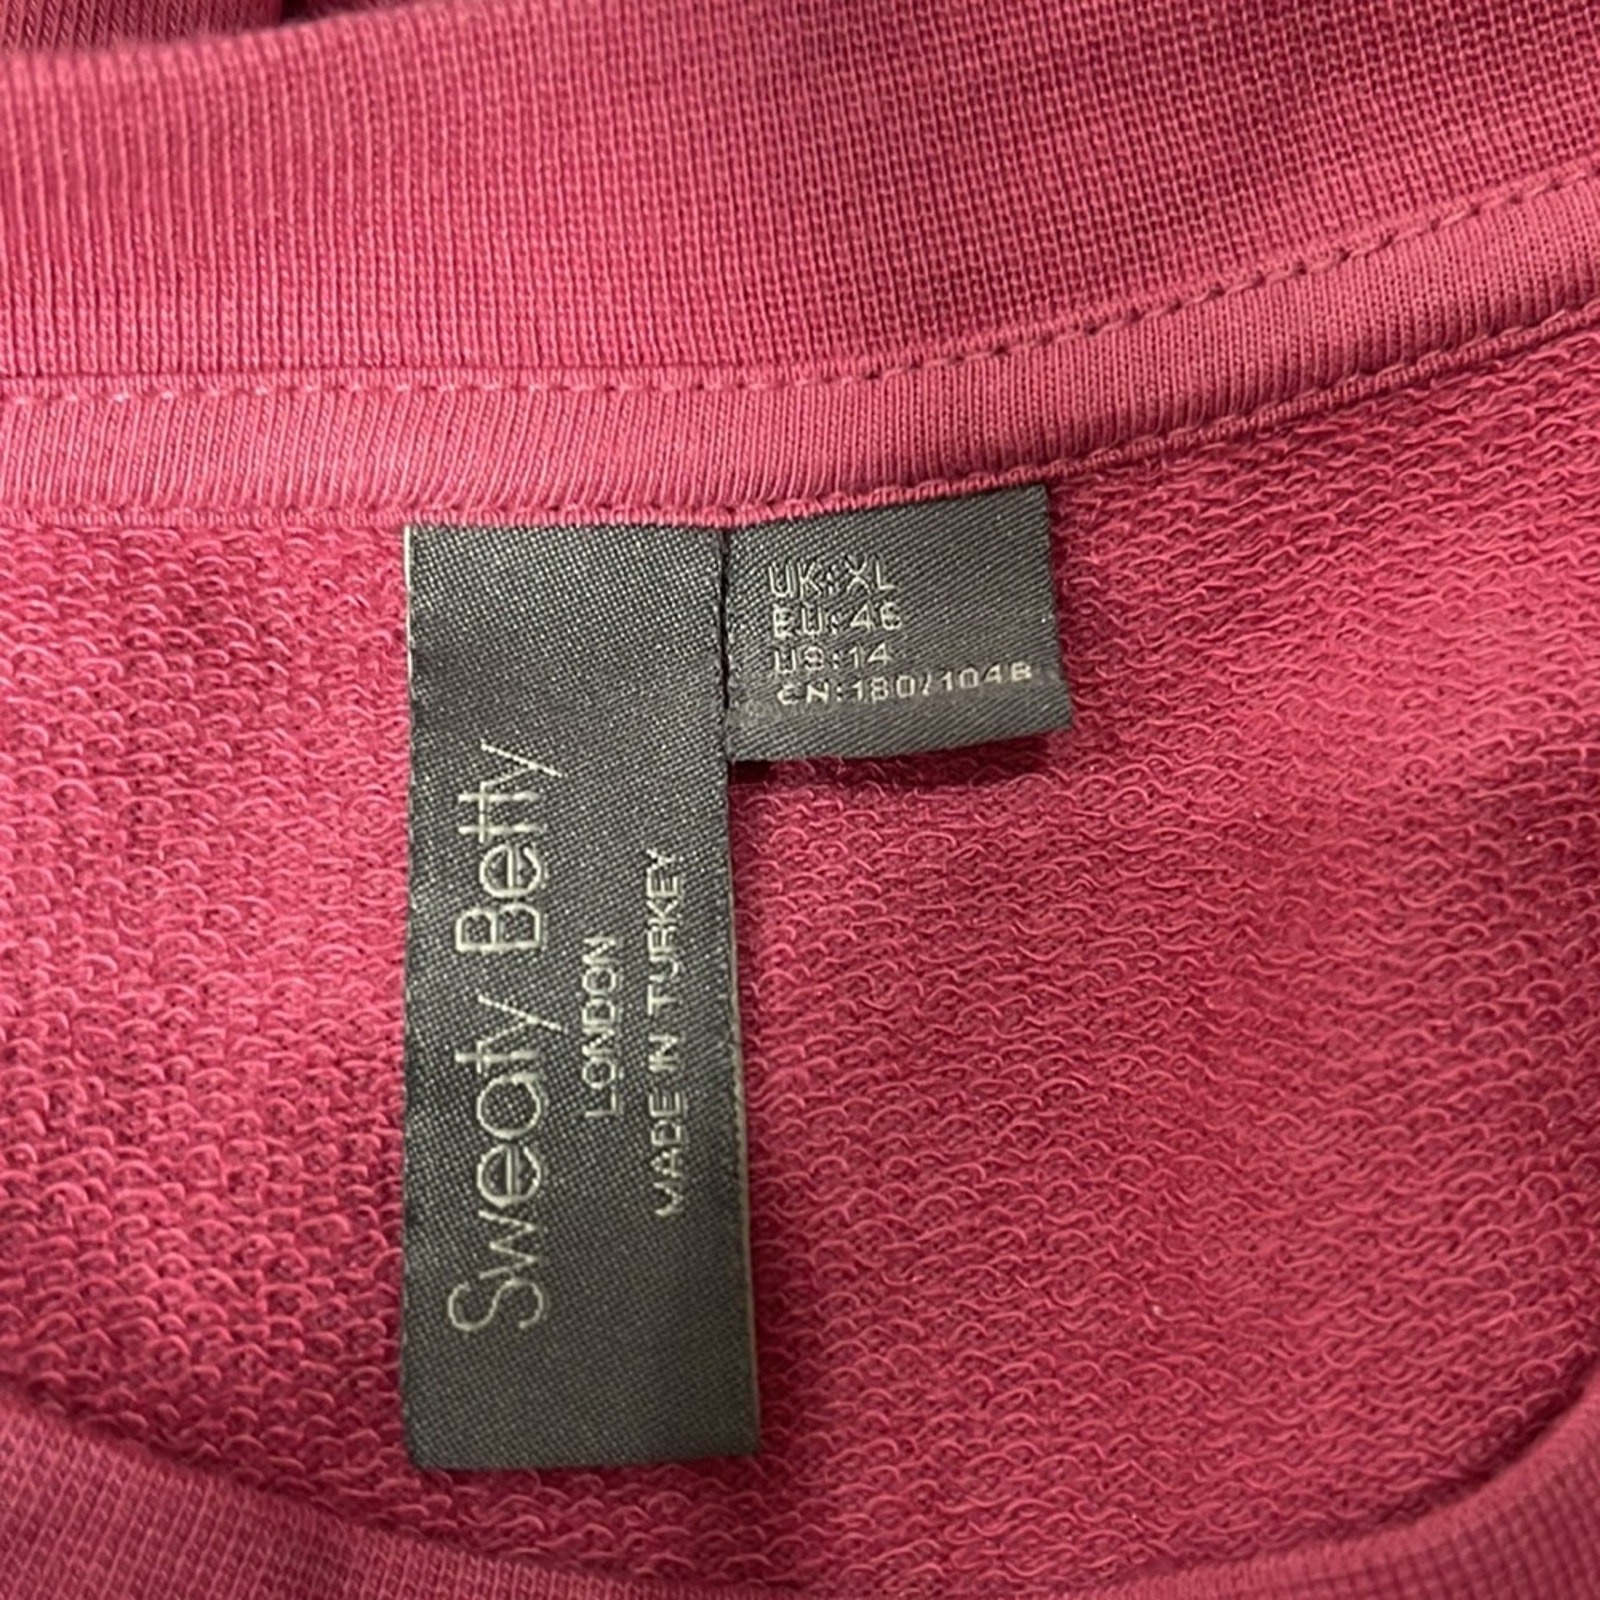 UK:XL
EU:46
US:14
CN:180/104B
Sweaty Betty
LONDON
MADE IN TURKEY